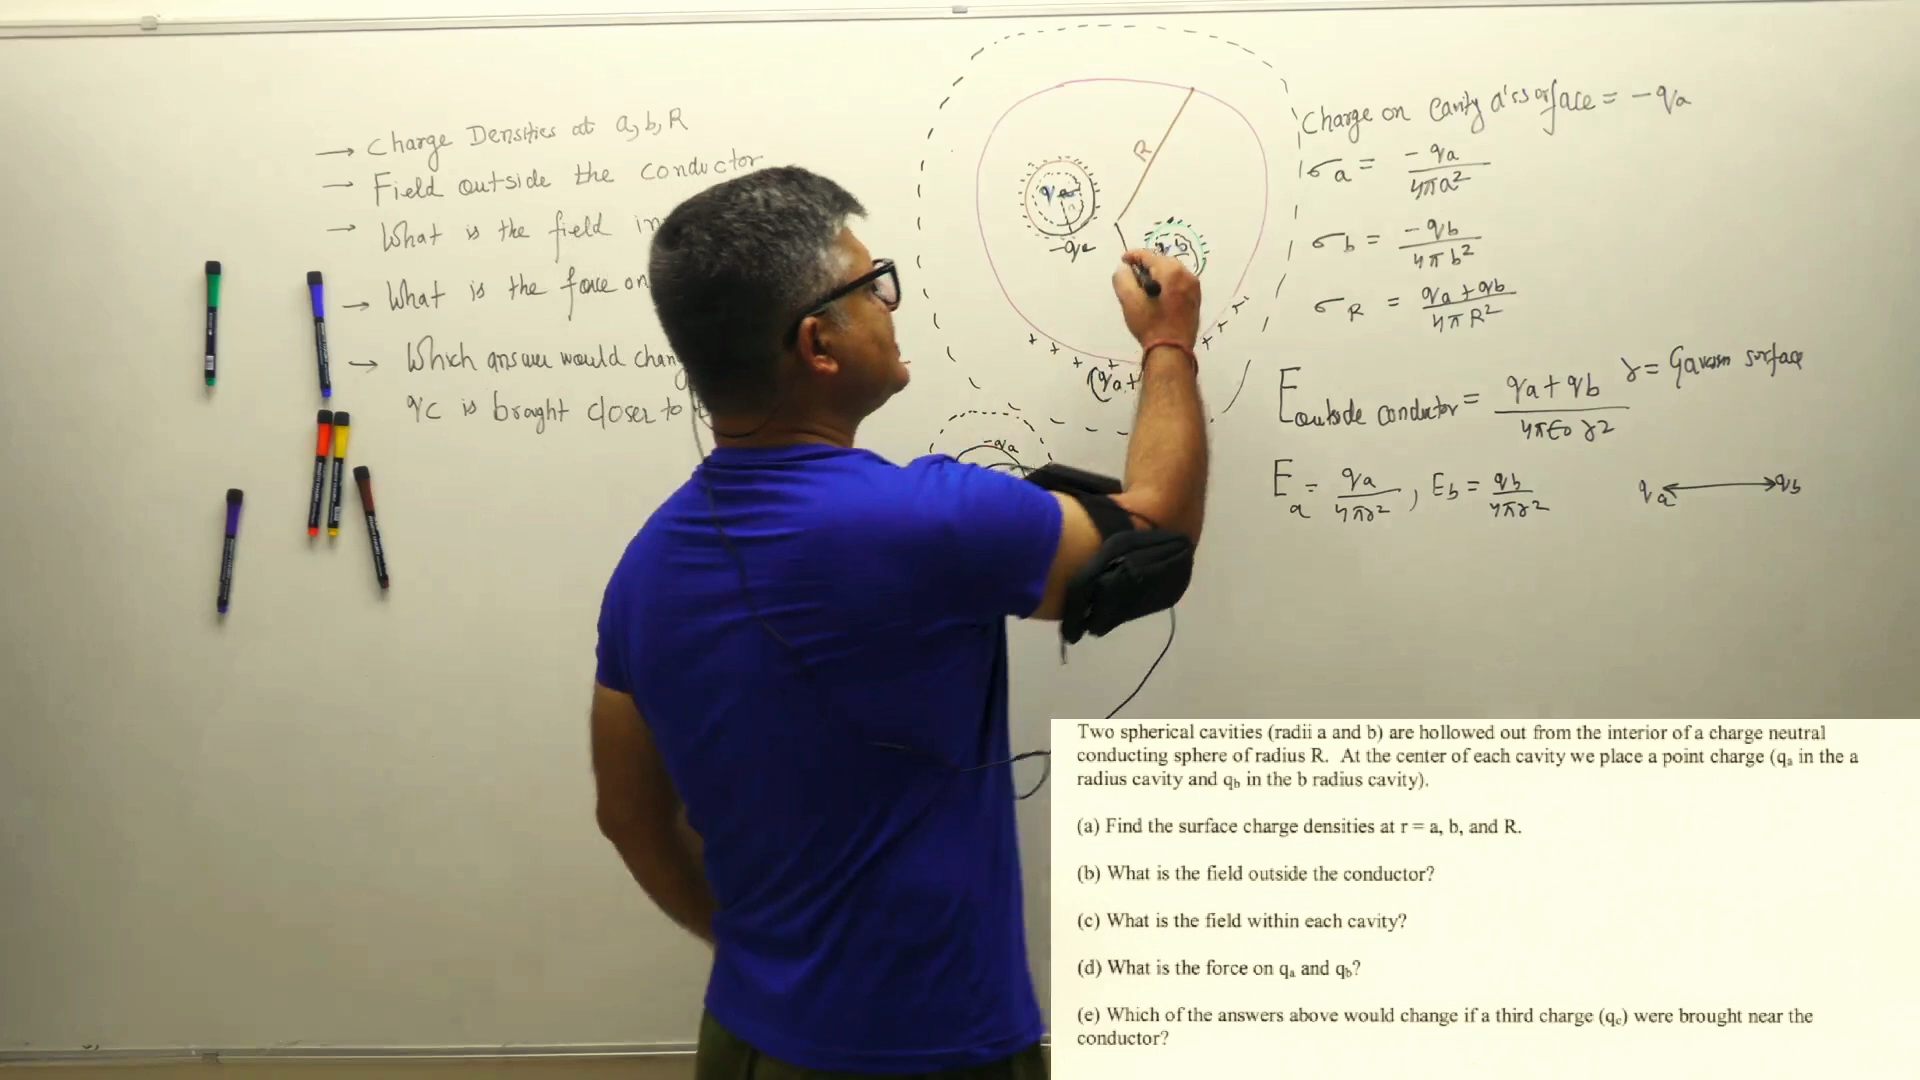 → Charge Densities at a, b, R
→ Field outside the conductor
→ What is the field in
→ What is the force on
→ Which answer would chan
qc is brought closer to
R
qa
-qa
qb
(qa+
-qa
Charge on Cavity a's surface = -qa
σa = -qa / 4πa²
σb = -qb / 4πb²
σR = qa+qb / 4πR²
E outside conductor = qa+qb / 4πε0 r²
r = Gaussian surface
Ea = qa / 4πr² , Eb = qb / 4πr²
qa ↔ qb
Two spherical cavities (radii a and b) are hollowed out from the interior of a charge neutral
conducting sphere of radius R. At the center of each cavity we place a point charge (qa in the a
radius cavity and qb in the b radius cavity).
(a) Find the surface charge densities at r = a, b, and R.
(b) What is the field outside the conductor?
(c) What is the field within each cavity?
(d) What is the force on qa and qb?
(e) Which of the answers above would change if a third charge (qc) were brought near the
conductor?